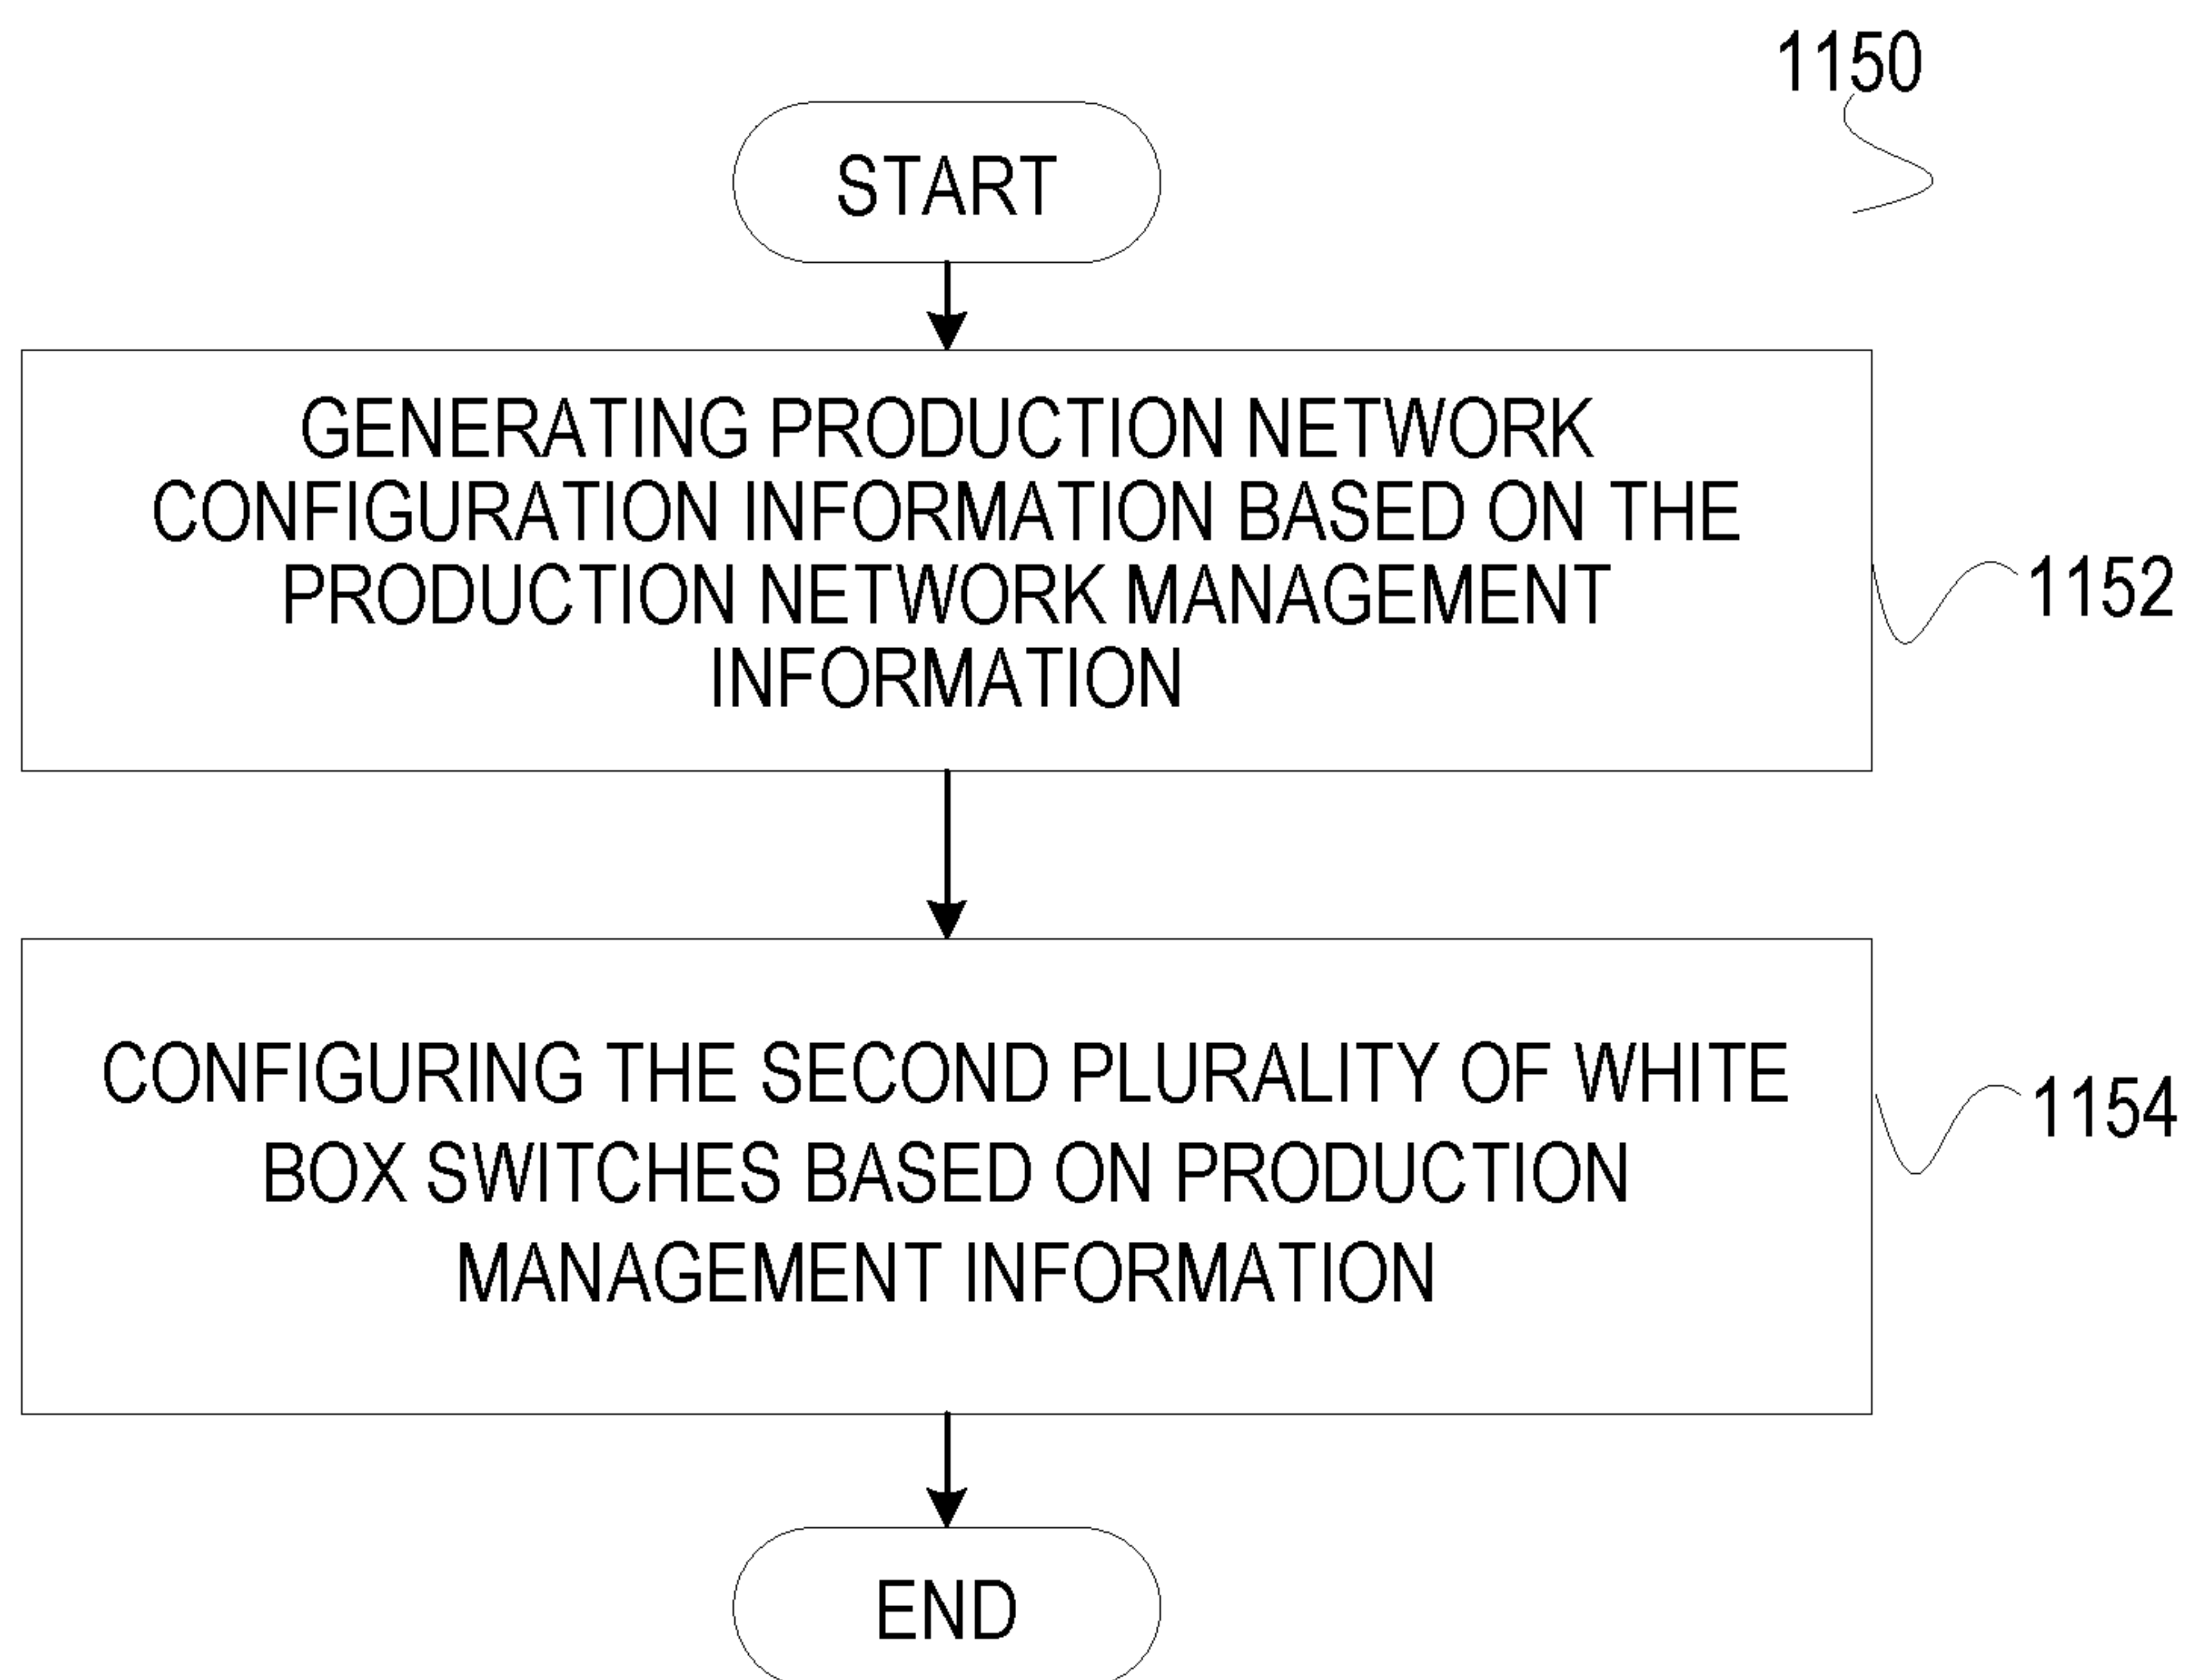 1150
START
GENERATING PRODUCTION NETWORK
CONFIGURATION INFORMATION BASED ON THE
PRODUCTION NETWORK MANAGEMENT
INFORMATION
1152
CONFIGURING THE SECOND PLURALITY OF WHITE
BOX SWITCHES BASED ON PRODUCTION
MANAGEMENT INFORMATION
1154
END